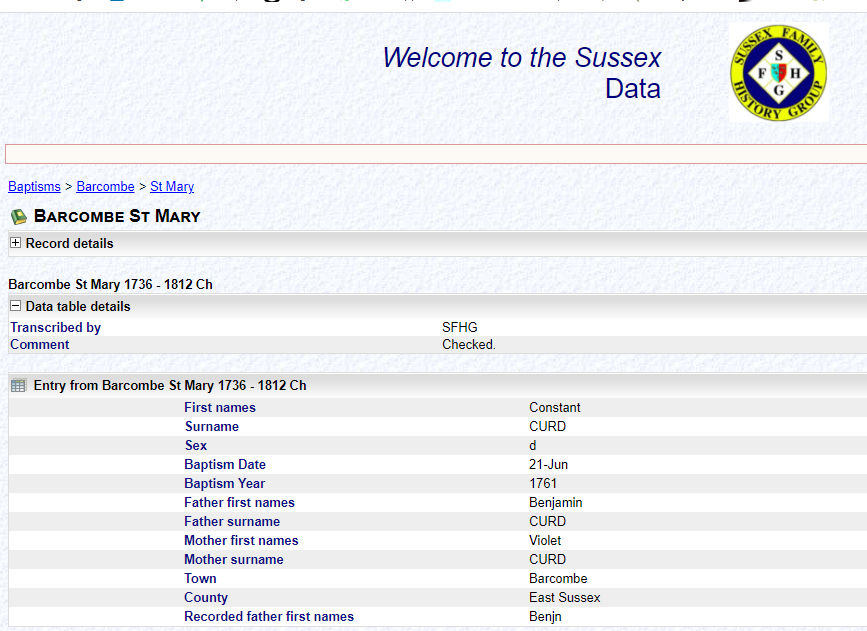 Welcome to the Sussex
Data
SUSSEX FAMILY
HISTORY GROUP
S
F H
G
Baptisms > Barcombe > St Mary
BARCOMBE ST MARY
Record details
Barcombe St Mary 1736 - 1812 Ch
Data table details
Transcribed by SFHG
Comment Checked.
Entry from Barcombe St Mary 1736 - 1812 Ch
First names Constant
Surname CURD
Sex d
Baptism Date 21-Jun
Baptism Year 1761
Father first names Benjamin
Father surname CURD
Mother first names Violet
Mother surname CURD
Town Barcombe
County East Sussex
Recorded father first names Benjn